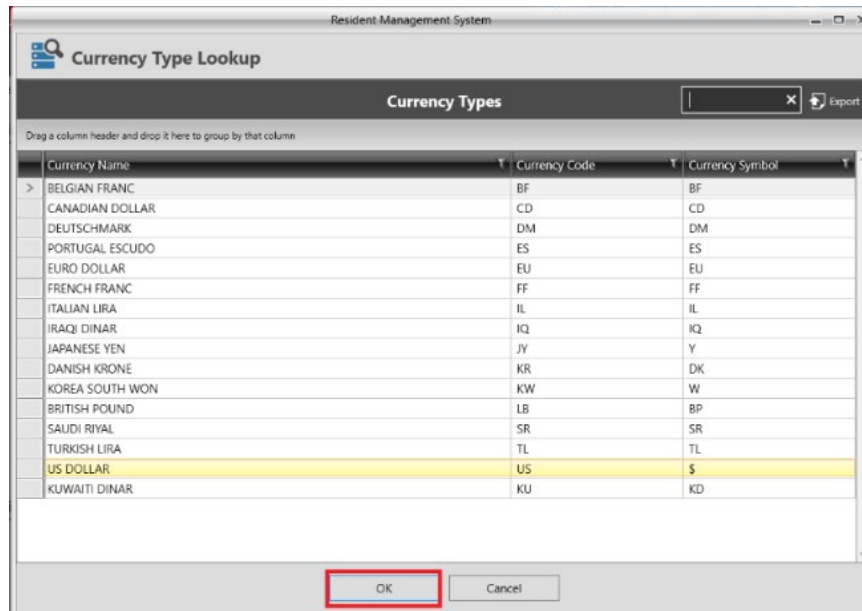 Resident Management System
Currency Type Lookup
Currency Types
Export
Drag a column header and drop it here to group by that column
Currency Name Currency Code Currency Symbol
BELGIAN FRANC BF BF
CANADIAN DOLLAR CD CD
DEUTSCHMARK DM DM
PORTUGAL ESCUDO ES ES
EURO DOLLAR EU EU
FRENCH FRANC FF FF
ITALIAN LIRA IL IL
IRAQI DINAR IQ IQ
JAPANESE YEN JY Y
DANISH KRONE KR DK
KOREA SOUTH WON KW W
BRITISH POUND LB BP
SAUDI RIYAL SR SR
TURKISH LIRA TL TL
US DOLLAR US $
KUWAITI DINAR KU KD
OK Cancel